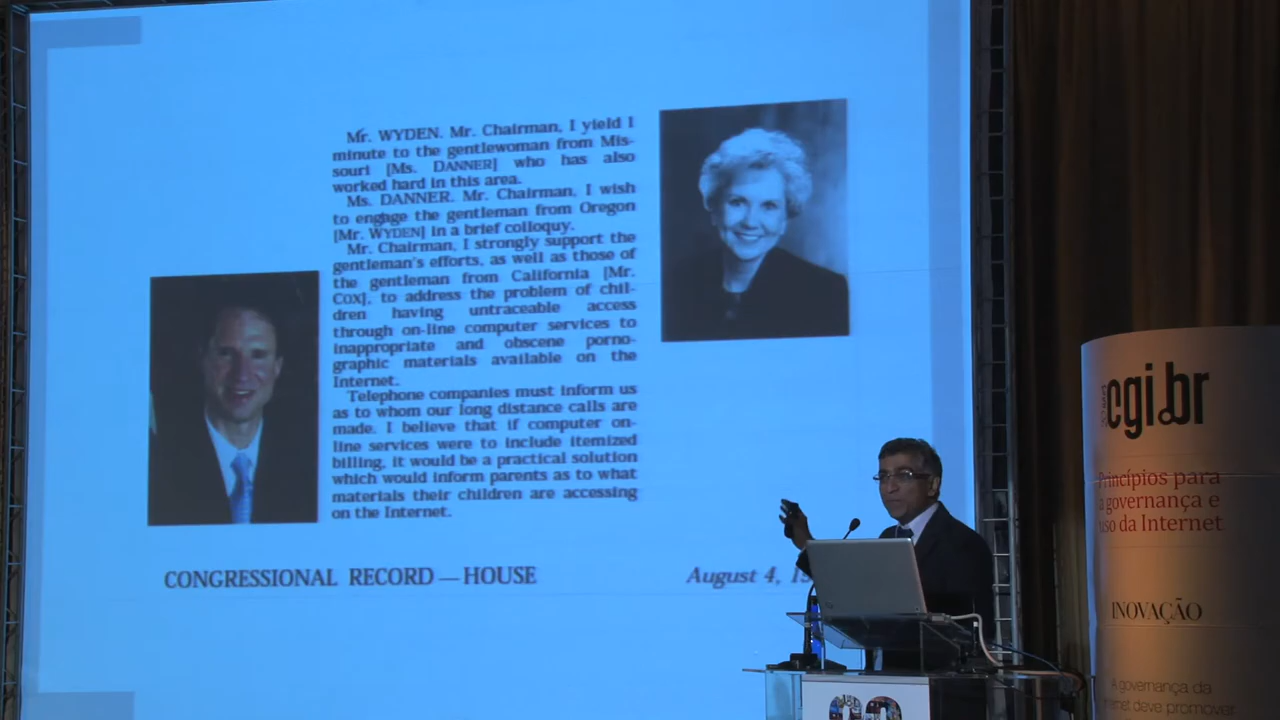 Mr. WYDEN. Mr. Chairman, I yield 1
minute to the gentlewoman from Mis-
souri [Ms. DANNER] who has also
worked hard in this area.
Ms. DANNER. Mr. Chairman, I wish
to engage the gentleman from Oregon
[Mr. WYDEN] in a brief colloquy.
Mr. Chairman, I strongly support the
gentleman's efforts, as well as those of
the gentleman from California [Mr.
COX], to address the problem of chil-
dren having untraceable access
through on-line computer services to
inappropriate and obscene porno-
graphic materials available on the
Internet.
Telephone companies must inform us
as to whom our long distance calls are
made. I believe that if computer on-
line services were to include itemized
billing, it would be a practical solution
which would inform parents as to what
materials their children are accessing
on the Internet.
CONGRESSIONAL RECORD — HOUSE
August 4,
cgi.br
Princípios para
a governança e
uso da Internet
INOVAÇÃO
A governança da
Internet deve promover